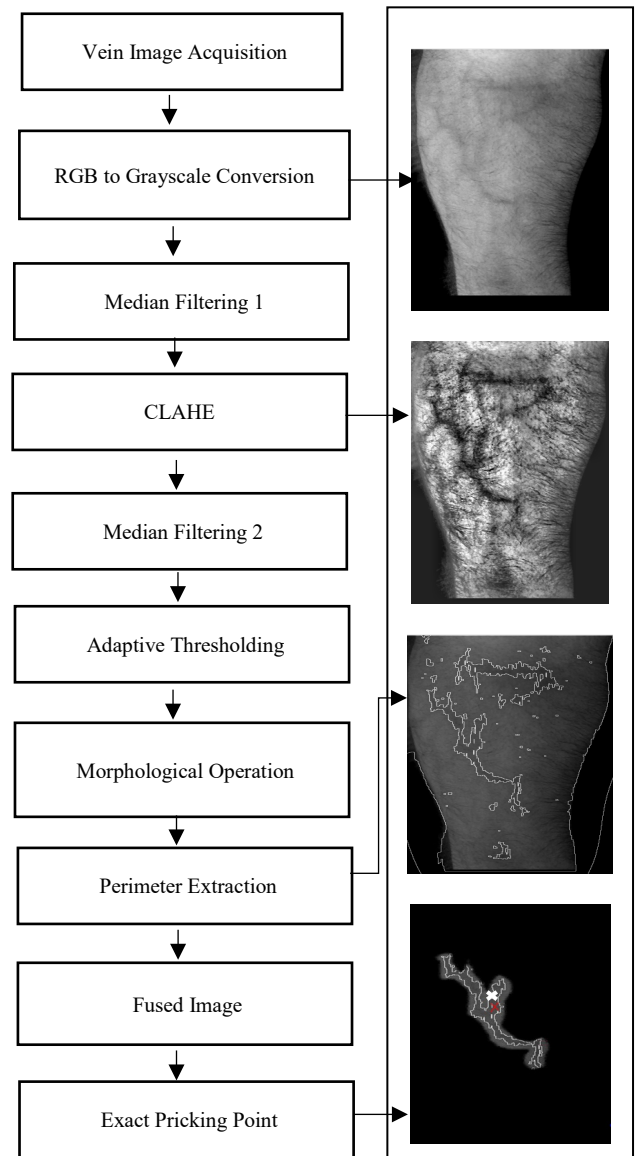 Vein Image Acquisition
RGB to Grayscale Conversion
Median Filtering 1
CLAHE
Median Filtering 2
Adaptive Thresholding
Morphological Operation
Perimeter Extraction
Fused Image
Exact Pricking Point